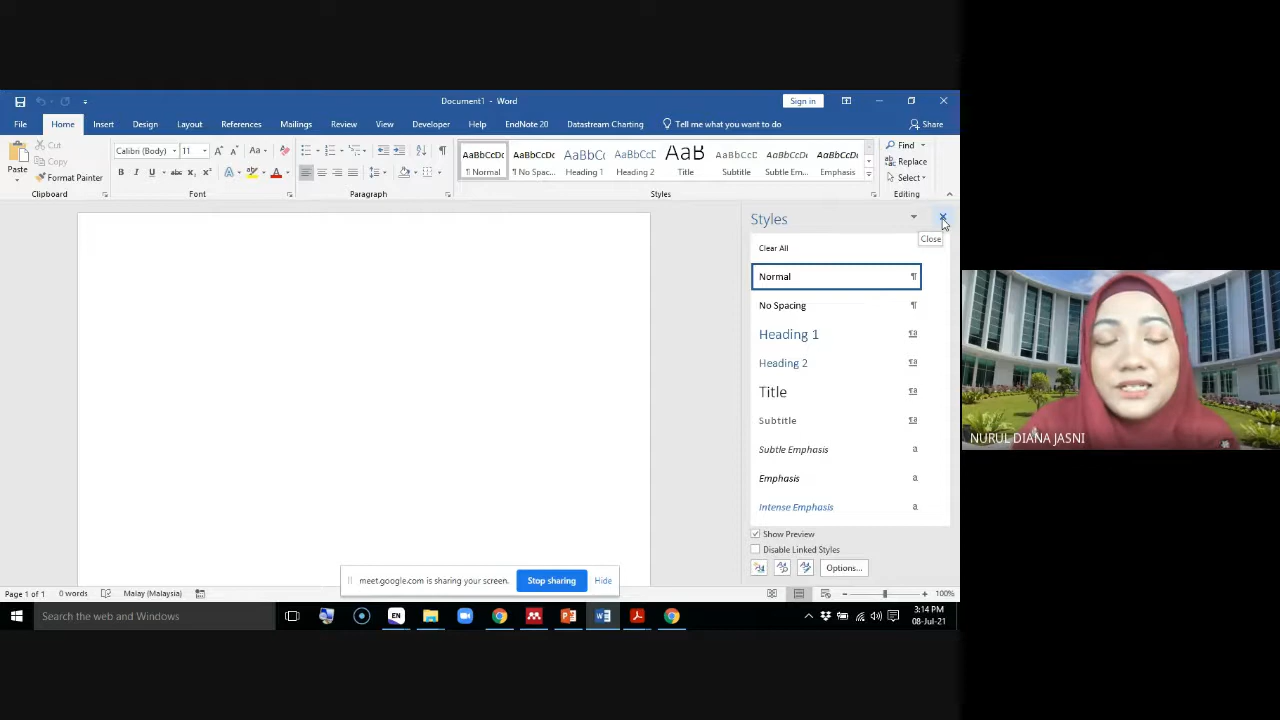 Document1 - Word
Sign in
File Home Insert Design Layout References Mailings Review View Developer Help EndNote 20 Datastream Charting Tell me what you want to do Share
Paste
Cut
Copy
Format Painter
Clipboard
Calibri (Body) 11
Font
Paragraph
AaBbCcDc AaBbCcDc AaBbCc AaBbCcD AaB AaBbCcD AaBbCcDc AaBbCcDc
¶ Normal ¶ No Spac... Heading 1 Heading 2 Title Subtitle Subtle Em... Emphasis
Styles
Find
Replace
Select
Editing
Styles
Close
Clear All
Normal
No Spacing
Heading 1
Heading 2
Title
Subtitle
Subtle Emphasis
Emphasis
Intense Emphasis
Show Preview
Disable Linked Styles
Options...
NURUL DIANA JASNI
meet.google.com is sharing your screen. Stop sharing Hide
Page 1 of 1 0 words Malay (Malaysia) 100%
Search the web and Windows
EN
3:14 PM
08-Jul-21